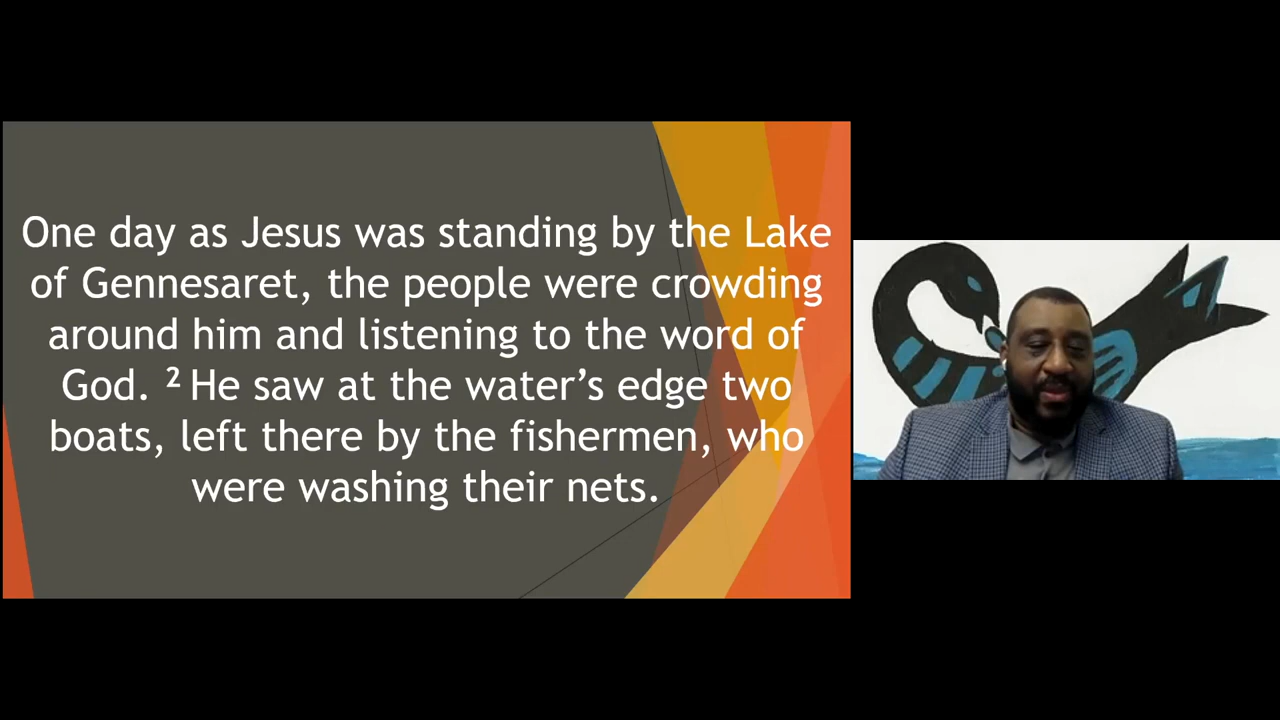 One day as Jesus was standing by the Lake
of Gennesaret, the people were crowding
around him and listening to the word of
God. ² He saw at the water’s edge two
boats, left there by the fishermen, who
were washing their nets.